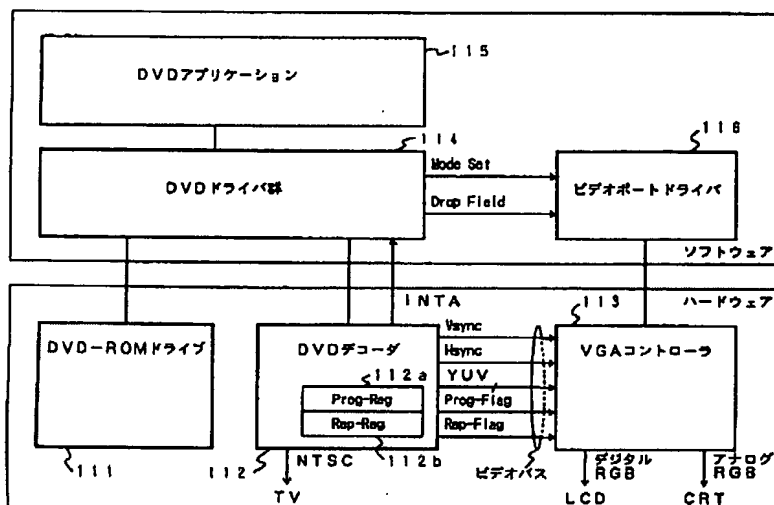 DVDアプリケーション
115
114
116
DVDドライバ群
Mode Set
Drop Field
ビデオポートドライバ
ソフトウェア
INTA
113
ハードウェア
DVD-ROMドライブ
DVDデコーダ
Vsync
Hsync
YUV
Prog-Flag
Rep-Flag
VGAコントローラ
112a
Prog-Reg
Rep-Reg
111
112
NTSC
112b
ビデオバス
デジタル
RGB
アナログ
RGB
TV
LCD
CRT